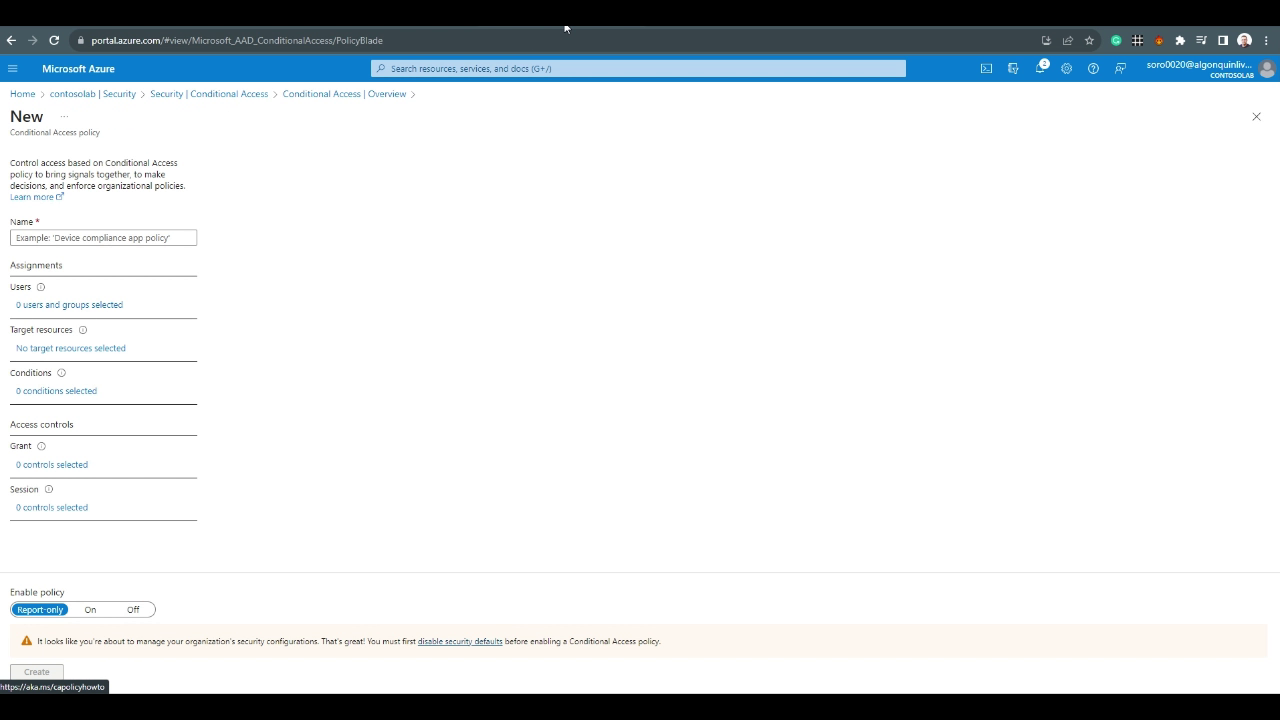 portal.azure.com/#view/Microsoft_AAD_ConditionalAccess/PolicyBlade
Microsoft Azure
Search resources, services, and docs (G+/)
2
soro0020@algonquinliv...
CONTOSOLAB
Home > contosolab | Security > Security | Conditional Access > Conditional Access | Overview >
New ...
Conditional Access policy
Control access based on Conditional Access
policy to bring signals together, to make
decisions, and enforce organizational policies.
Learn more
Name *
Example: 'Device compliance app policy'
Assignments
Users
0 users and groups selected
Target resources
No target resources selected
Conditions
0 conditions selected
Access controls
Grant
0 controls selected
Session
0 controls selected
Enable policy
Report-only On Off
It looks like you're about to manage your organization's security configurations. That's great! You must first disable security defaults before enabling a Conditional Access policy.
Create
https://aka.ms/capolicyhowto